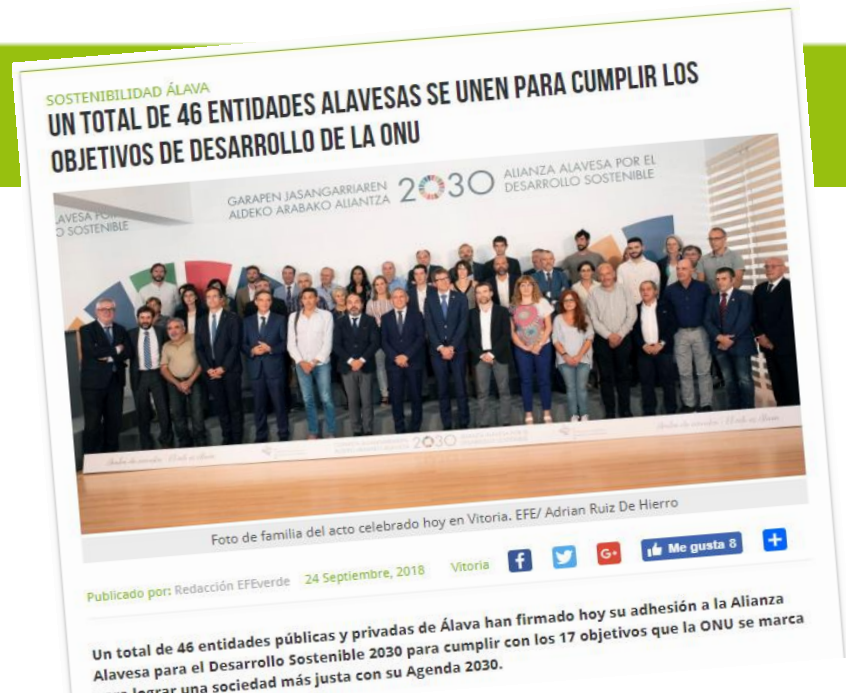 SOSTENIBILIDAD ÁLAVA
UN TOTAL DE 46 ENTIDADES ALAVESAS SE UNEN PARA CUMPLIR LOS
OBJETIVOS DE DESARROLLO DE LA ONU
GARAPEN JASANGARRIAREN
ALDEKO ARABAKO ALIANTZA
2030
ALIANZA ALAVESA POR EL
DESARROLLO SOSTENIBLE
SOSTENIBLE
2030
Foto de familia del acto celebrado hoy en Vitoria. EFE/ Adrian Ruiz De Hierro
Publicado por: Redacción EFEverde 24 Septiembre, 2018 Vitoria f G+ Me gusta 8 +
Un total de 46 entidades públicas y privadas de Álava han firmado hoy su adhesión a la Alianza
Alavesa para el Desarrollo Sostenible 2030 para cumplir con los 17 objetivos que la ONU se marca
lograr una sociedad más justa con su Agenda 2030.